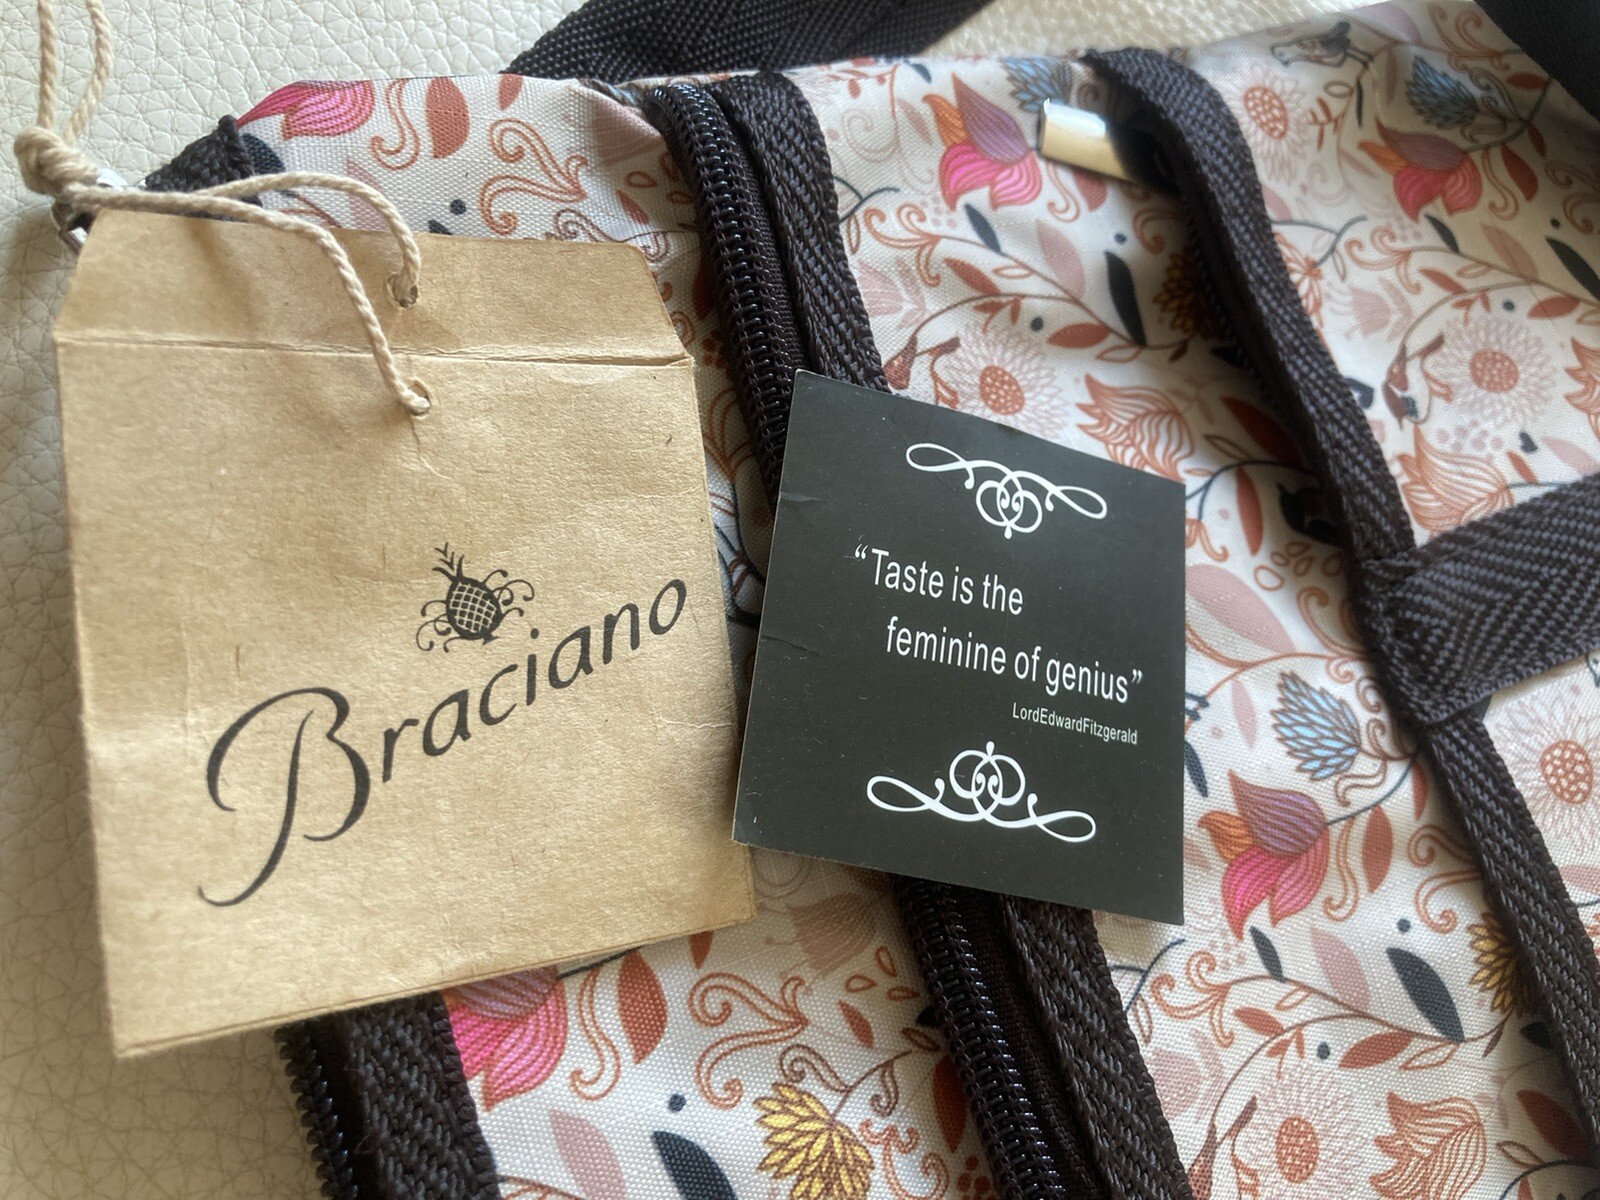 Braciano
“Taste is the
feminine of genius”
LordEdwardFitzgerald